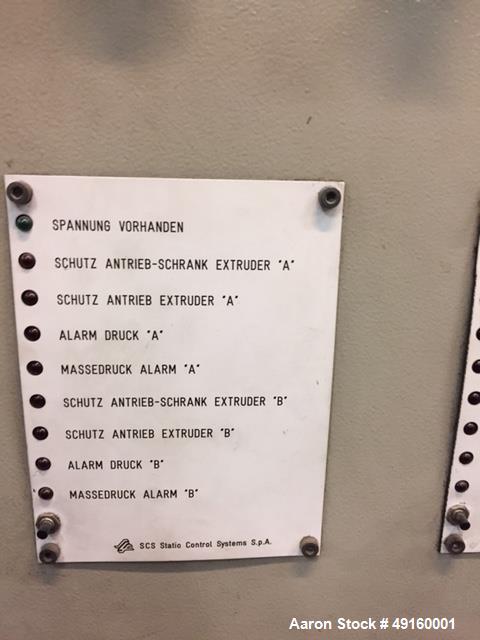 SPANNUNG VORHANDEN
SCHUTZ ANTRIEB-SCHRANK EXTRUDER "A"
SCHUTZ ANTRIEB EXTRUDER "A"
ALARM DRUCK "A"
MASSEDRUCK ALARM "A"
SCHUTZ ANTRIEB-SCHRANK EXTRUDER "B"
SCHUTZ ANTRIEB EXTRUDER "B"
ALARM DRUCK "B"
MASSEDRUCK ALARM "B"
SCS Static Control Systems S.p.A.
Aaron Stock # 49160001